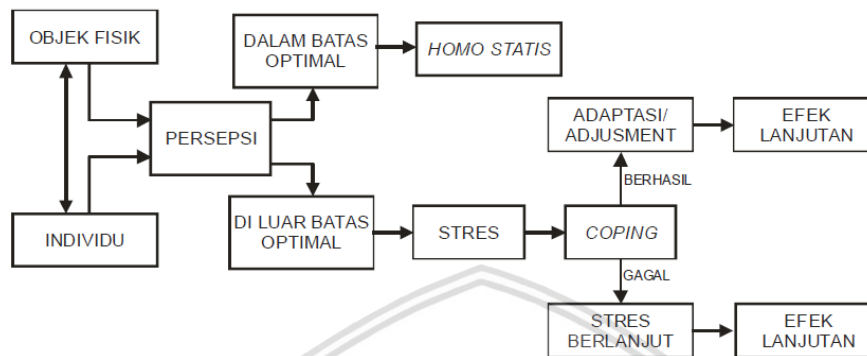 OBJEK FISIK
DALAM BATAS
OPTIMAL
HOMO STATIS
PERSEPSI
ADAPTASI/
ADJUSMENT
EFEK
LANJUTAN
BERHASIL
INDIVIDU
DI LUAR BATAS
OPTIMAL
STRES
COPING
GAGAL
STRES
BERLANJUT
EFEK
LANJUTAN